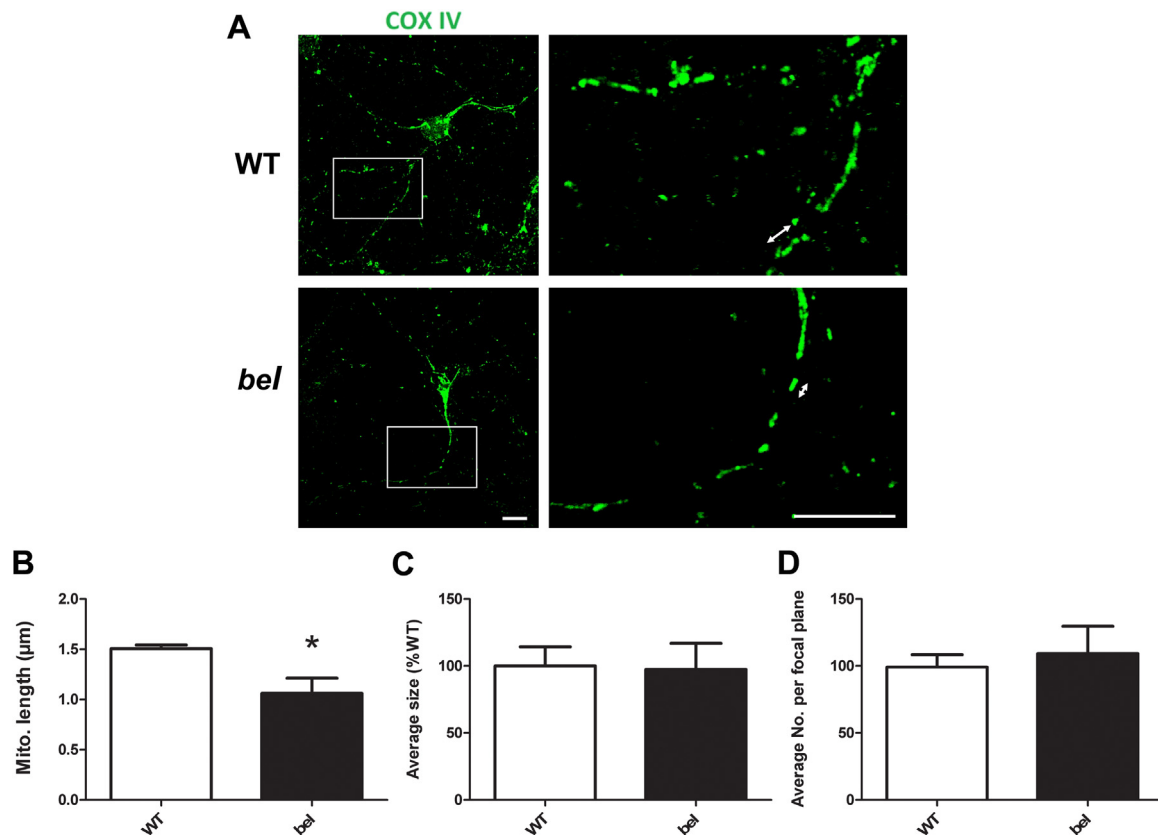 A
COX IV
WT
bel
B
Mito. length (μm)
2.0
1.5
1.0
0.5
0.0
*
WT
bel
C
Average size (%WT)
150
100
50
0
WT
bel
D
Average No. per focal plane
150
100
50
0
WT
bel